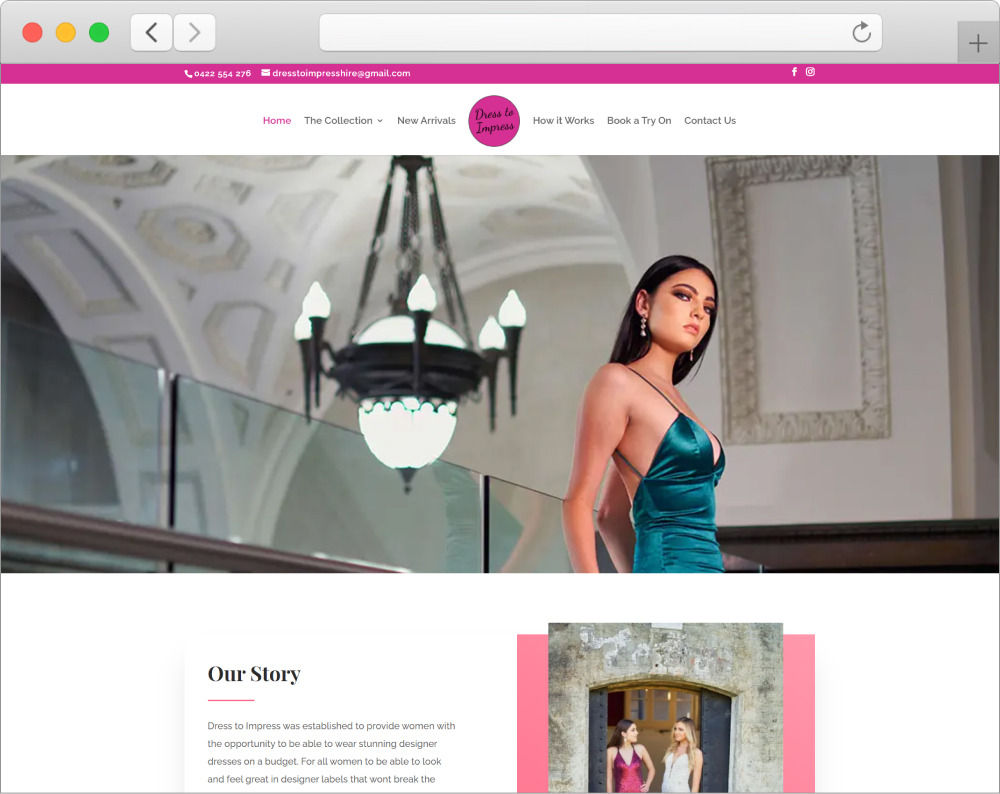 0422 554 276 dresstoimpresshire@gmail.com
Home The Collection New Arrivals Dress to Impress How it Works Book a Try On Contact Us
Our Story
Dress to Impress was established to provide women with
the opportunity to be able to wear stunning designer
dresses on a budget. For all women to be able to look
and feel great in designer labels that wont break the